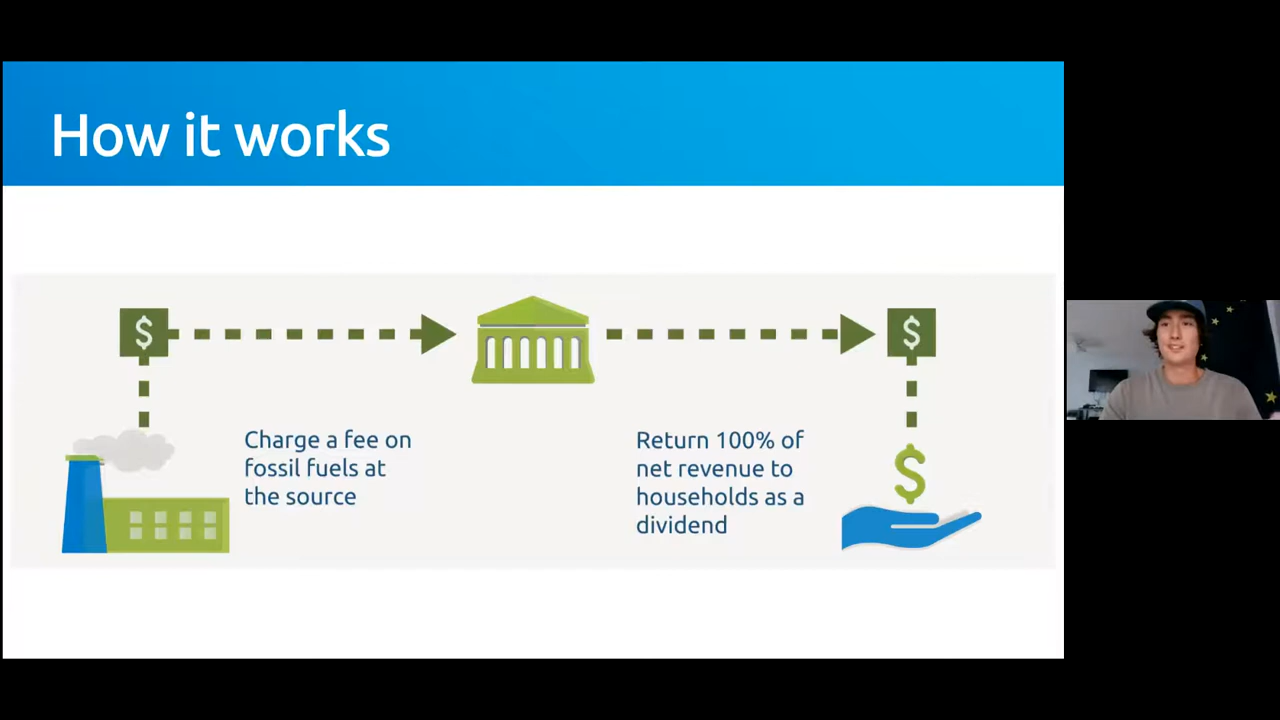 How it works
$
$
Charge a fee on
fossil fuels at
the source
Return 100% of
net revenue to
households as a
dividend
$